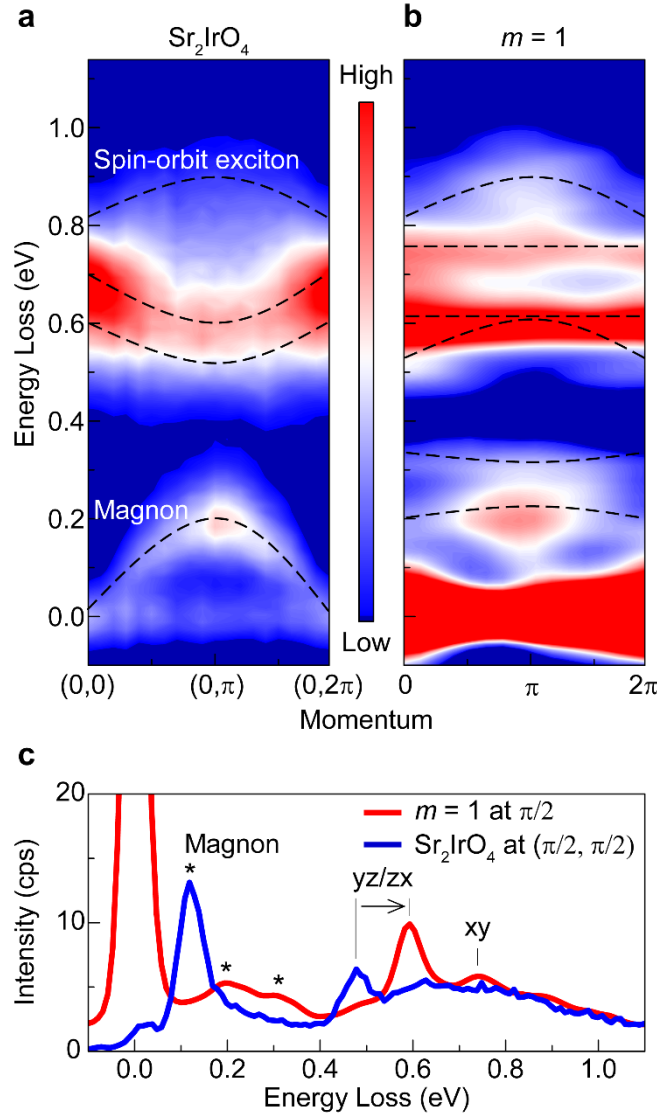 a
b
Sr₂IrO₄
m = 1
High
1.0
Spin-orbit exciton
0.8
0.6
0.4
Energy Loss (eV)
Magnon
0.2
0.0
Low
(0,0) (0,π) (0,2π)
0 π 2π
Momentum
c
20
m = 1 at π/2
Magnon
Sr₂IrO₄ at (π/2, π/2)
*
yz/zx
10
xy
* *
Intensity (cps)
0
0.0 0.2 0.4 0.6 0.8 1.0
Energy Loss (eV)